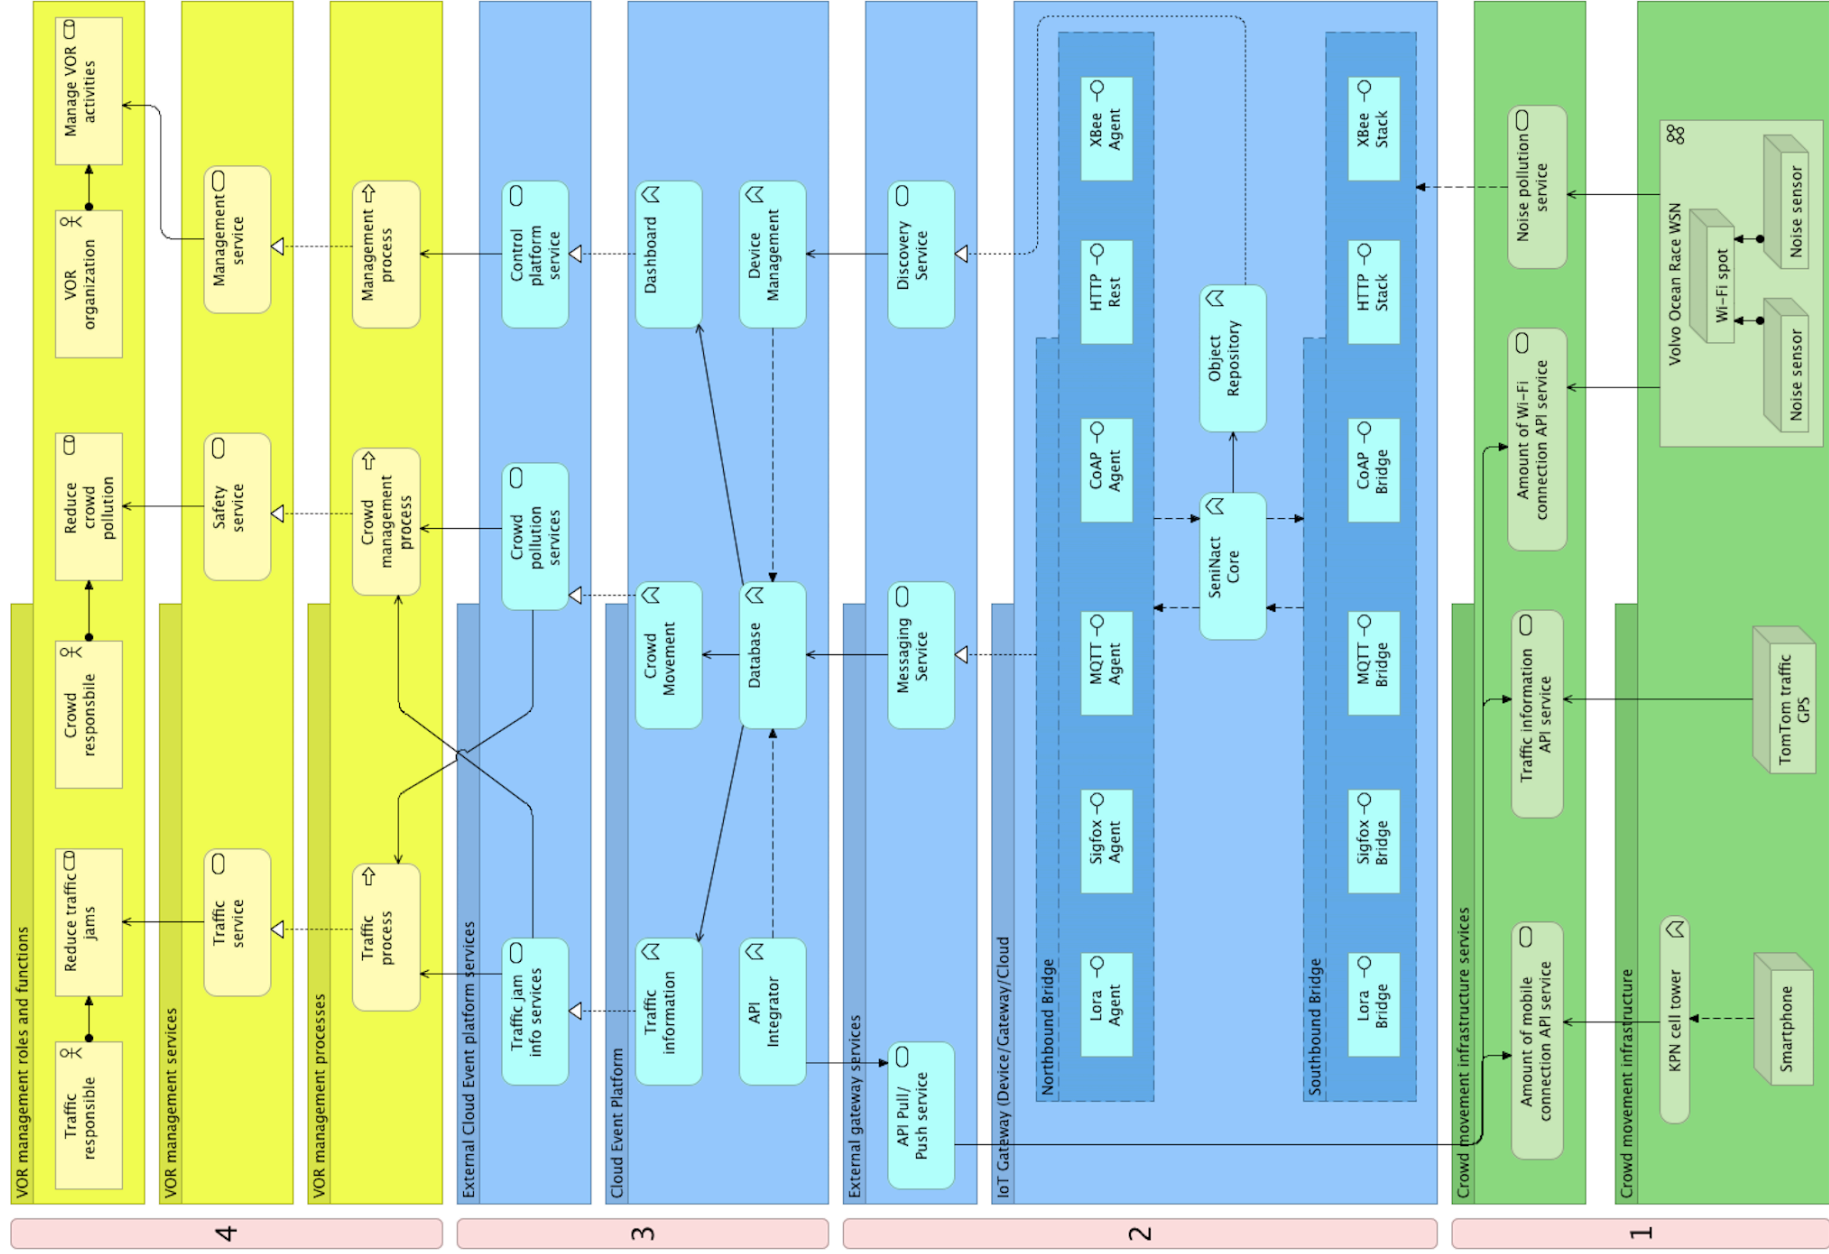 VOR management roles and functions
Traffic
responsible
Reduce traffic
jams
Crowd
responsbile
Reduce
crowd
pollution
VOR
organization
Manage VOR
activities
VOR management services
Traffic
service
Safety
service
Management
service
VOR management processes
Traffic
process
Crowd
management
process
Management
process
4
External Cloud Event platform services
Traffic jam
info services
Crowd
pollution
services
Control
platform
service
Cloud Event Platform
Traffic
information
Crowd
Movement
Dashboard
API
Integrator
Database
Device
Management
3
External gateway services
API Pull/
Push service
Messaging
Service
Discovery
Service
IoT Gateway (Device/Gateway/Cloud
Northbound Bridge
Lora
Agent
Sigfox
Agent
MQTT
Agent
CoAP
Agent
HTTP
Rest
XBee
Agent
SeniNact
Core
Object
Repository
Southbound Bridge
Lora
Bridge
Sigfox
Bridge
MQTT
Bridge
CoAP
Bridge
HTTP
Stack
XBee
Stack
2
Crowd movement infrastructure services
Amount of mobile
connection API service
Traffic information
API service
Amount of Wi-Fi
connection API service
Noise pollution
service
Crowd movement infrastructure
KPN cell tower
Smartphone
TomTom traffic
GPS
Volvo Ocean Race WSN
Wi-Fi spot
Noise sensor
Noise sensor
1